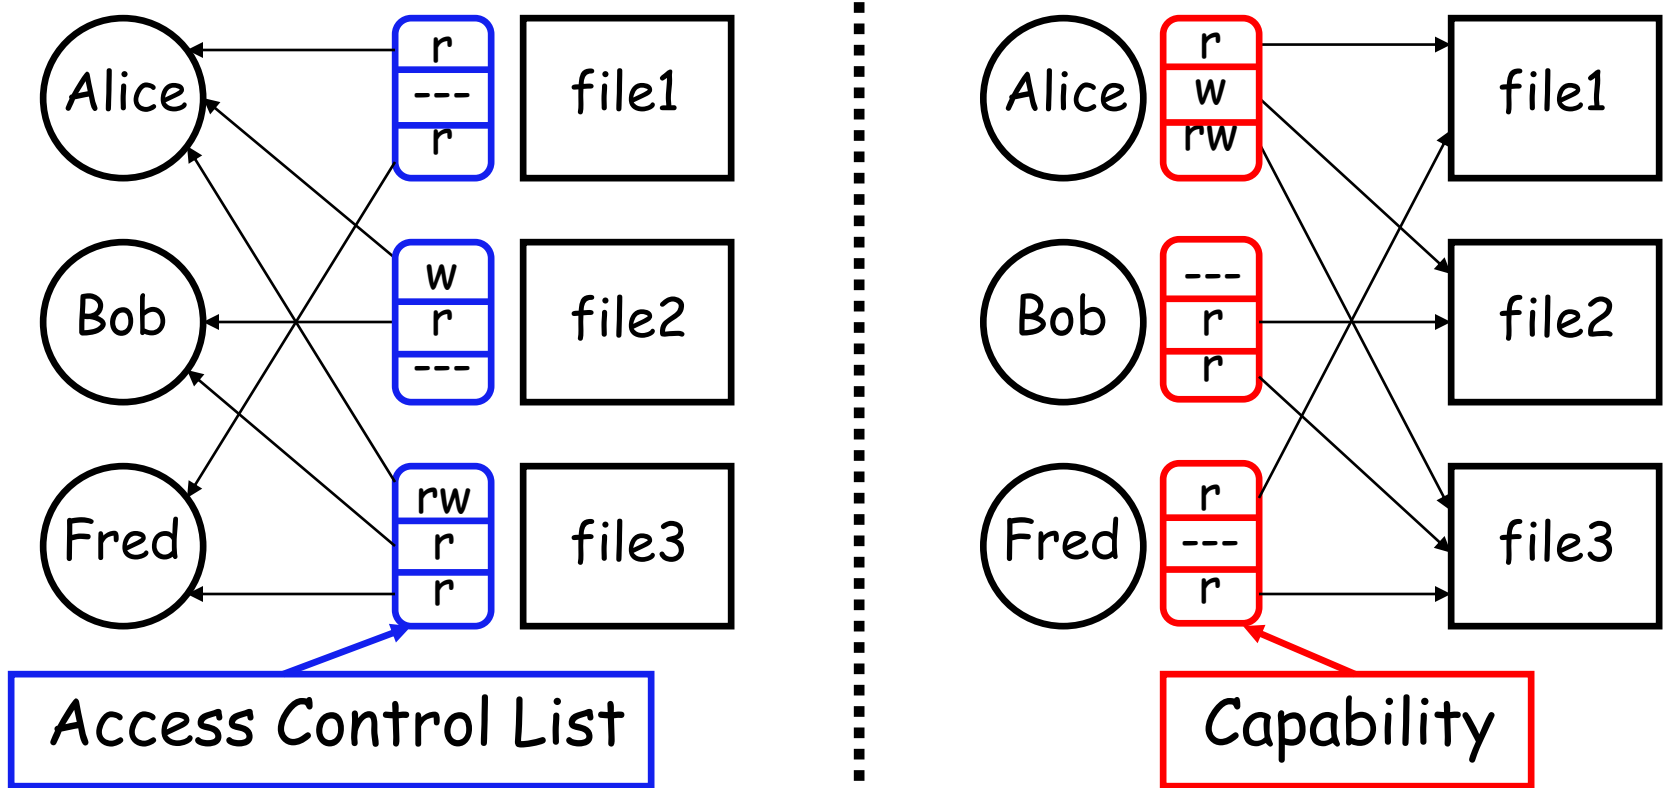 Alice
r
---
r
file1
Bob
w
r
---
file2
Fred
rw
r
r
file3
Access Control List
Alice
r
w
rw
file1
Bob
---
r
r
file2
Fred
r
---
r
file3
Capability